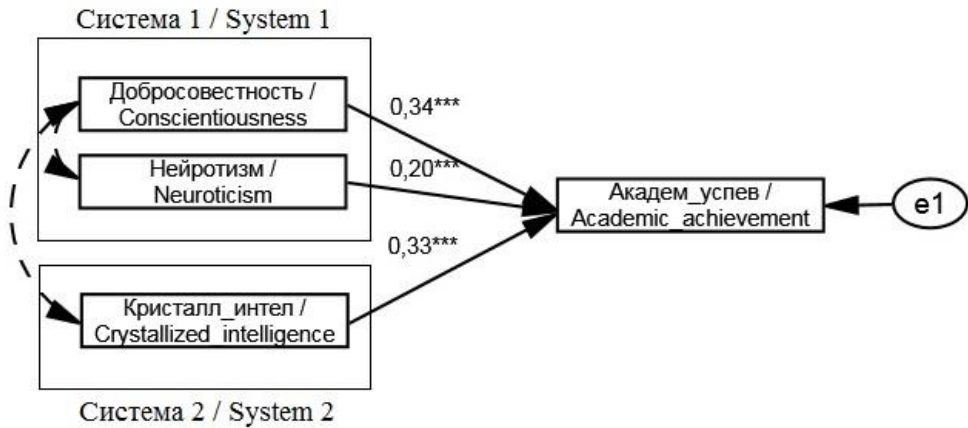 Система 1 / System 1
Добросовестность /
Conscientiousness
0,34***
Нейротизм /
Neuroticism
0,20***
Академ_успев /
Academic_achievement
e1
0,33***
Кристалл_интел /
Crystallized_intelligence
Система 2 / System 2